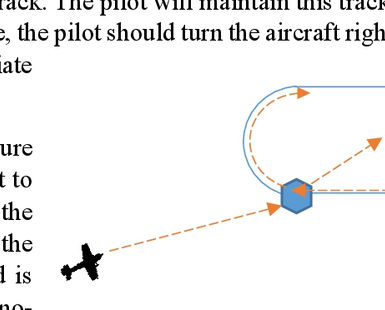 rack. The pilot will maintain this track
e, the pilot should turn the aircraft righ
iate
ure
t to
the
the
d is
no-